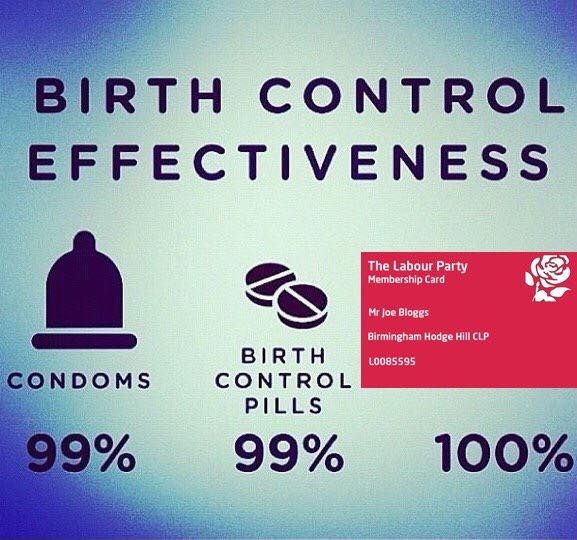 BIRTH CONTROL
EFFECTIVENESS
CONDOMS
99%
BIRTH
CONTROL
PILLS
99%
The Labour Party
Membership Card
Mr Joe Bloggs
Birmingham Hodge Hill CLP
L0085595
100%